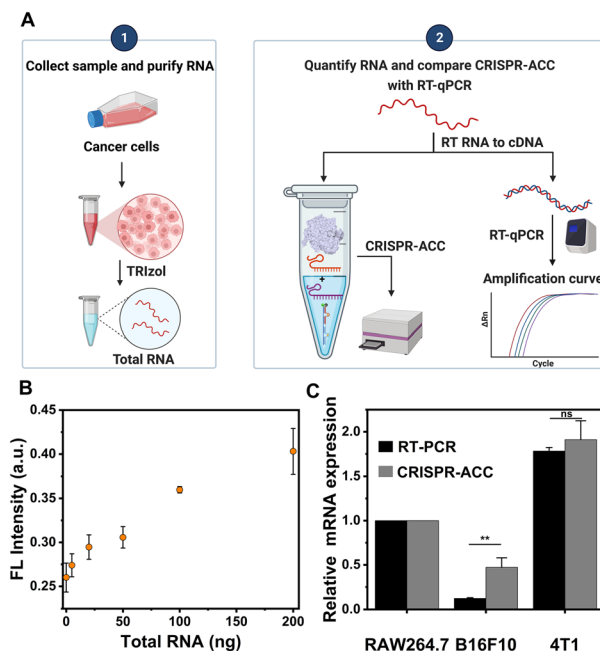 A
1
Collect sample and purify RNA
Cancer cells
TRIzol
Total RNA
2
Quantify RNA and compare CRISPR-ACC
with RT-qPCR
RT RNA to cDNA
CRISPR-ACC
+
RT-qPCR
Amplification curve
ΔRn
Cycle
B
FL Intensity (a.u.)
0.45
0.40
0.35
0.30
0.25
0
50
100
150
200
Total RNA (ng)
C
Relative mRNA expression
2.0
1.5
1.0
0.5
0.0
RT-PCR
CRISPR-ACC
**
ns
RAW264.7
B16F10
4T1